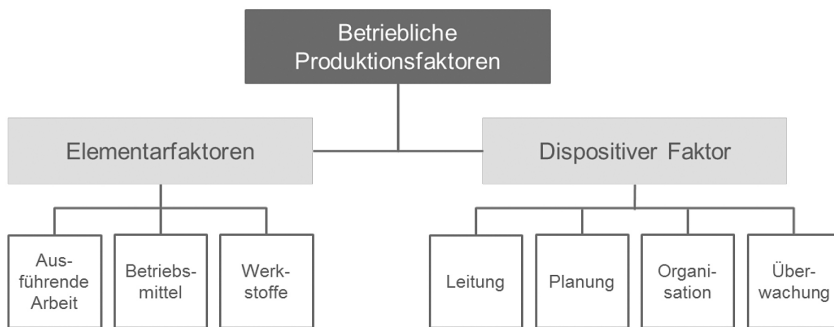 Betriebliche
Produktionsfaktoren
Elementarfaktoren
Dispositiver Faktor
Aus-
führende
Arbeit
Betriebs-
mittel
Werk-
stoffe
Leitung
Planung
Organi-
sation
Über-
wachung